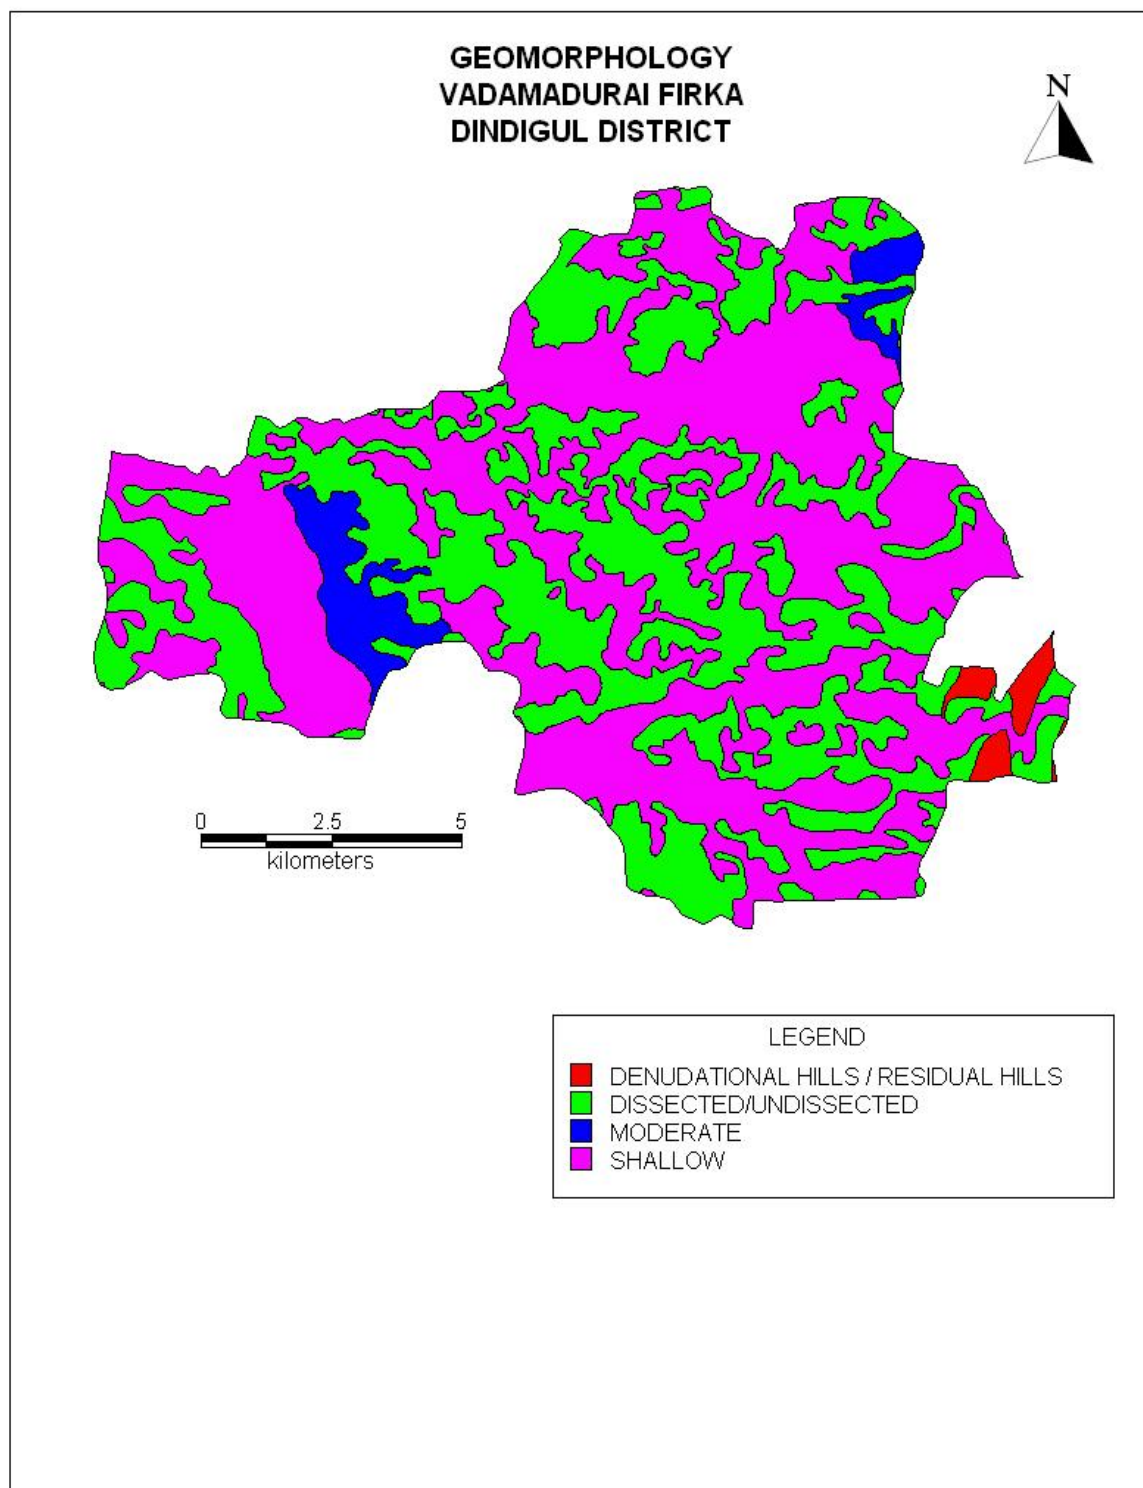 GEOMORPHOLOGY
VADAMADURAI FIRKA
DINDIGUL DISTRICT
N
0 2.5 5
kilometers
LEGEND
DENUDATIONAL HILLS / RESIDUAL HILLS
DISSECTED/UNDISSECTED
MODERATE
SHALLOW